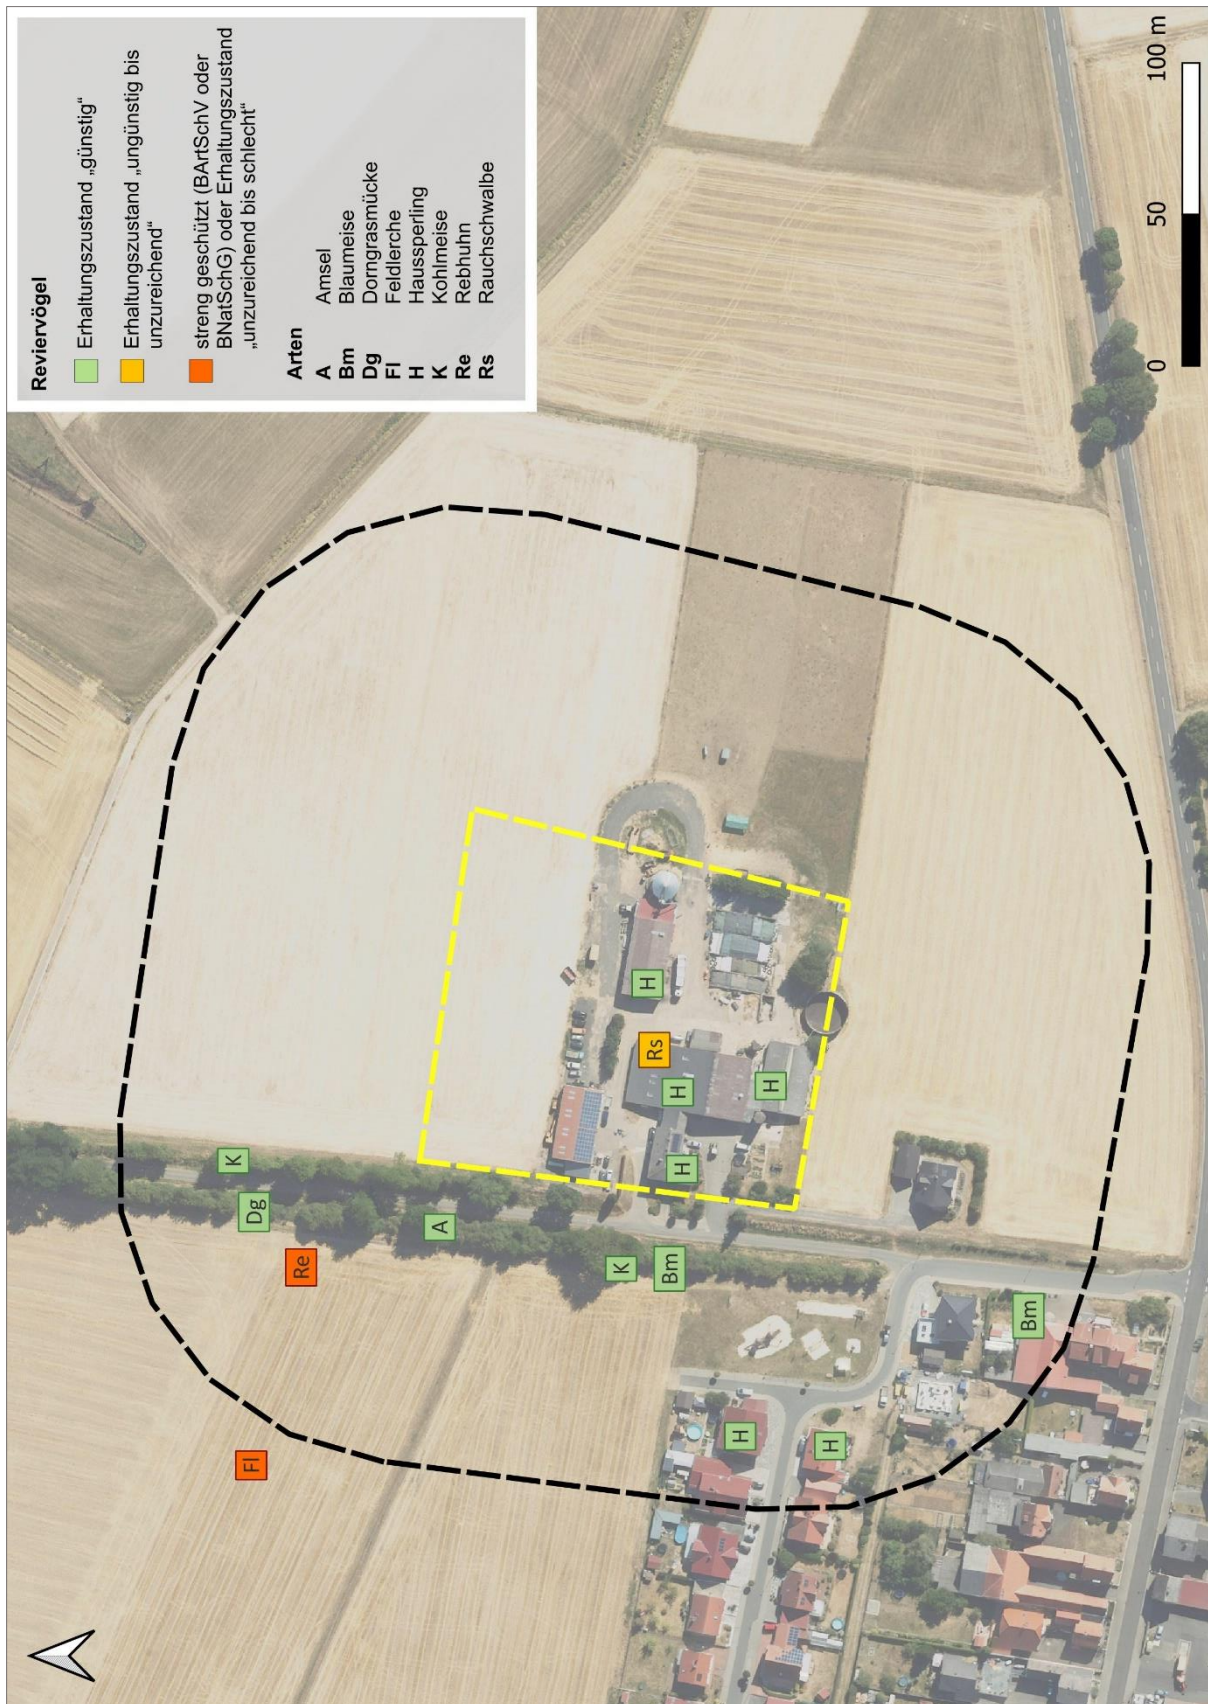 Reviervögel
Erhaltungszustand „günstig“
Erhaltungszustand „ungünstig bis
unzureichend“
streng geschützt (BArtSchV oder
BNatSchG) oder Erhaltungszustand
„unzureichend bis schlecht“
Arten
A Amsel
Bm Blaumeise
Dg Dorngrasmücke
Fl Feldlerche
H Haussperling
K Kohlmeise
Re Rebhuhn
Rs Rauchschwalbe
Fl
Re
Dg
K
A
K
Bm
H
Rs
H
H
H
H
H
Bm
0 50 100 m